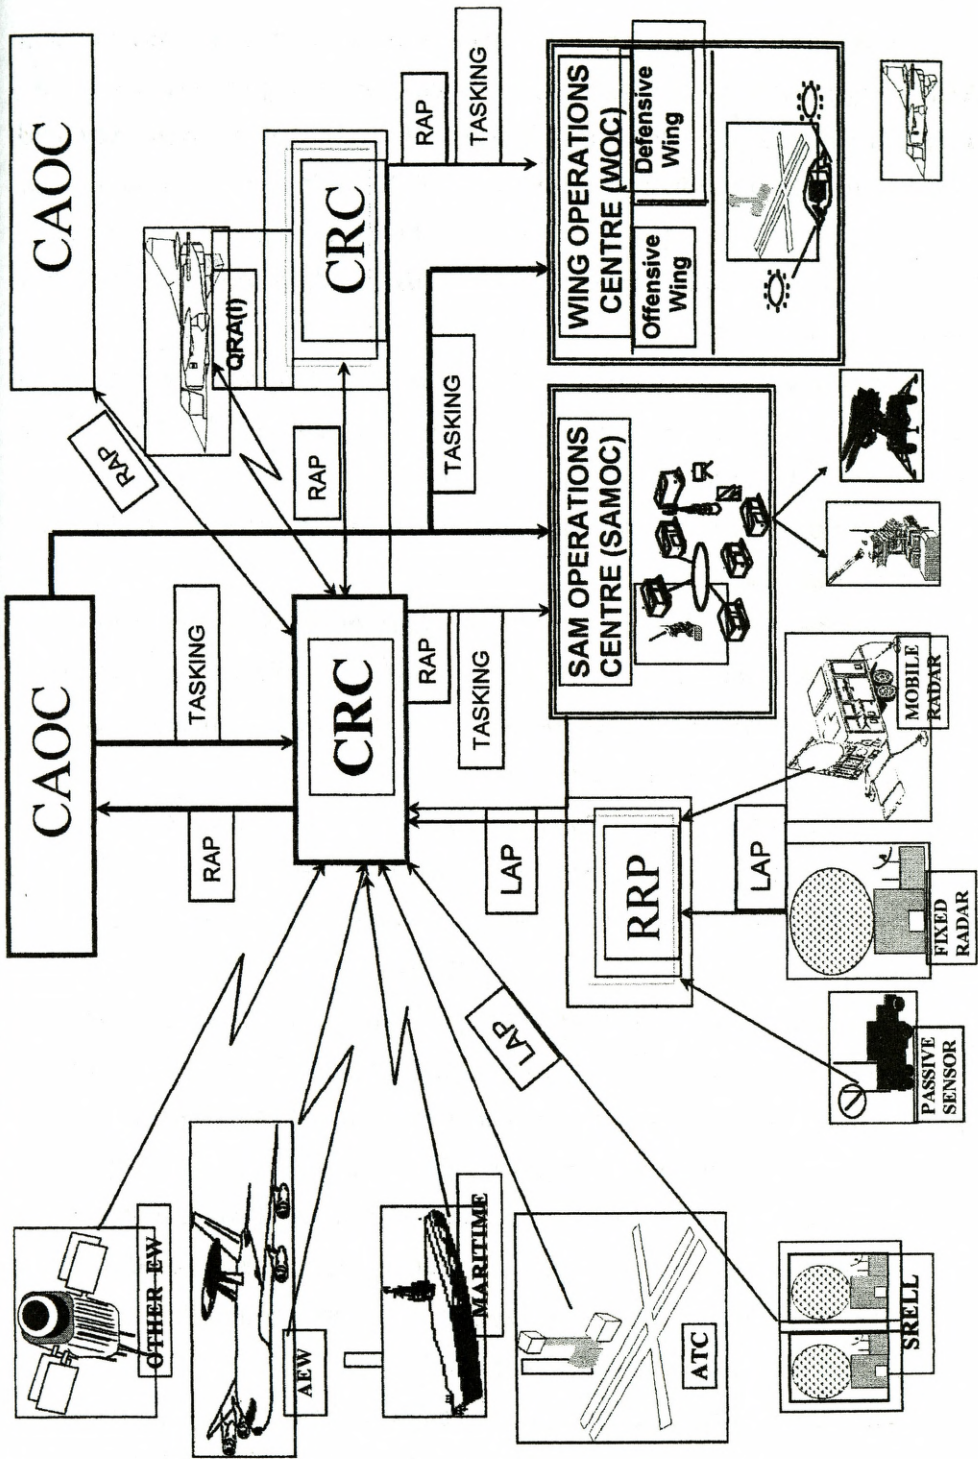 CAOC
CAOC
RAP
TASKING
RAP
QRA(I)
CRC
CRC
RAP
RAP
TASKING
RAP
TASKING
TASKING
LAP
LAP
LAP
RRP
SAM OPERATIONS
CENTRE (SAMOC)
WING OPERATIONS
CENTRE (WOC)
Offensive
Wing
Defensive
Wing
OTHER EW
AEW
MARITIME
ATC
SRELL
PASSIVE
SENSOR
FIXED
RADAR
MOBILE
RADAR